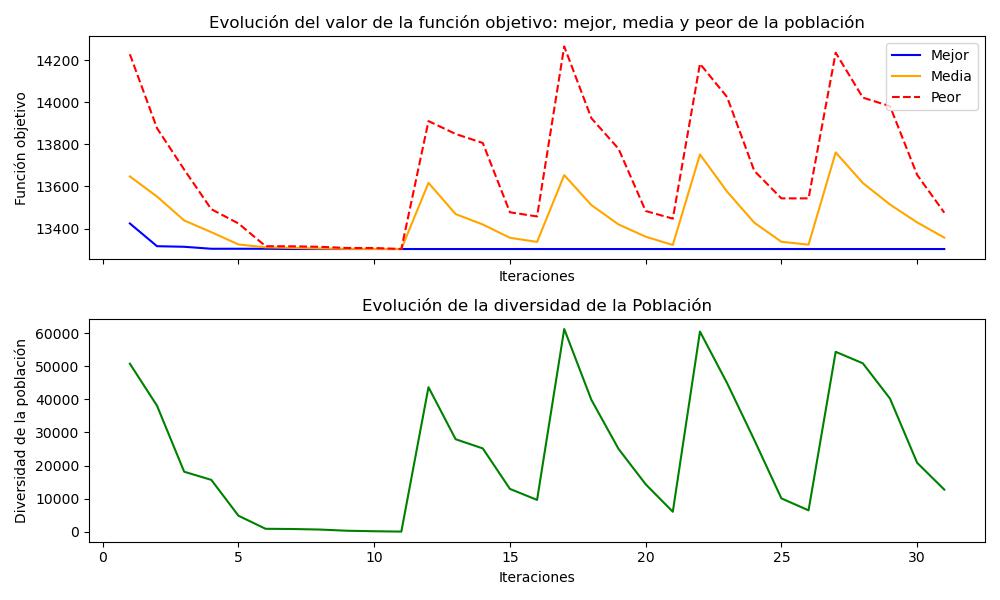 Evolución del valor de la función objetivo: mejor, media y peor de la población
Función objetivo
14200
14000
13800
13600
13400
Mejor
Media
Peor
Iteraciones
Evolución de la diversidad de la Población
Diversidad de la población
60000
50000
40000
30000
20000
10000
0
0 5 10 15 20 25 30
Iteraciones